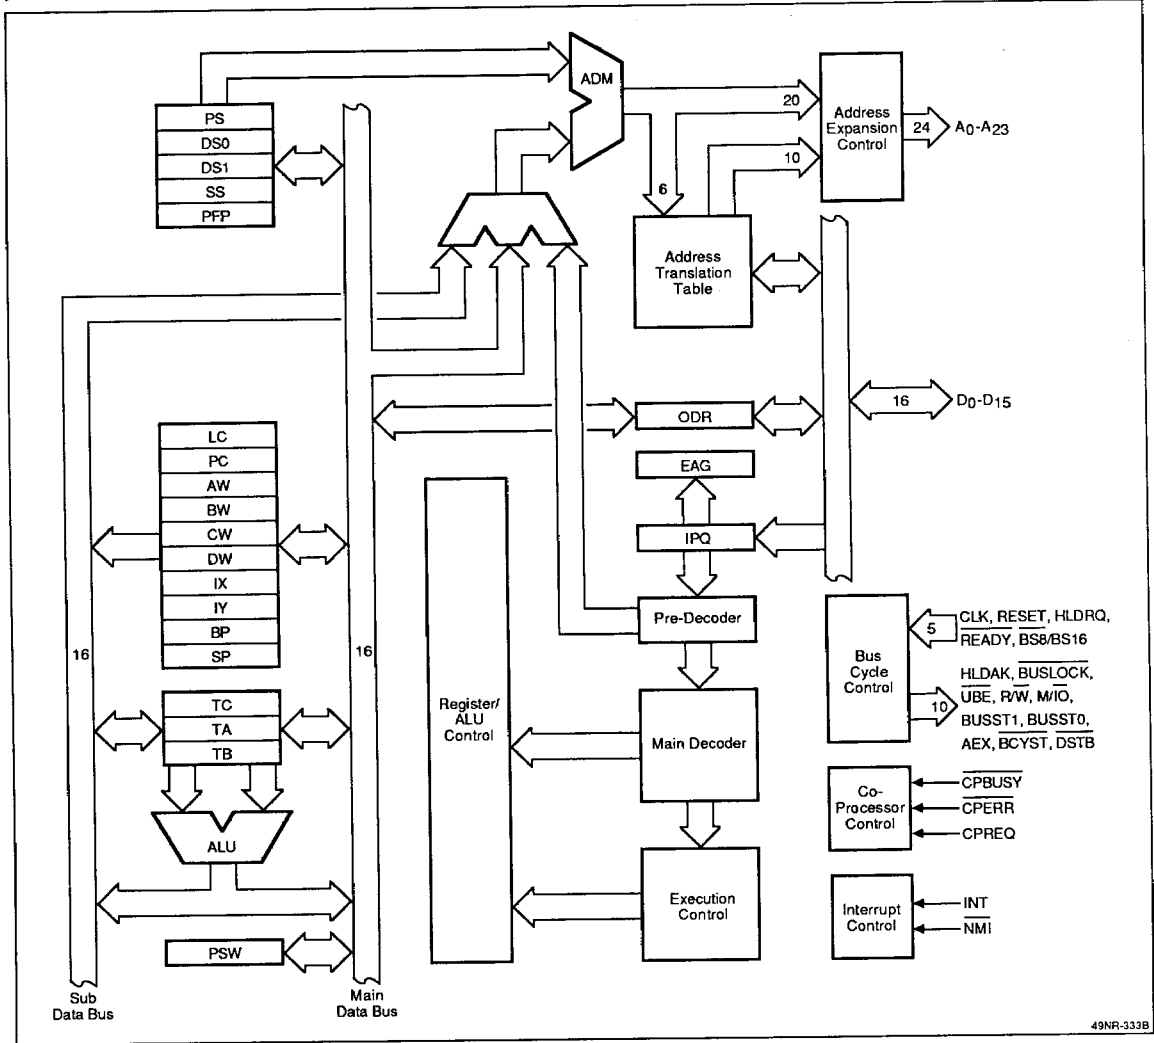 PS
DS0
DS1
SS
PFP
ADM
20
10
6
Address
Expansion
Control
24
A0-A23
Address
Translation
Table
16
D0-D15
ODR
EAG
IPQ
Pre-Decoder
Main Decoder
Execution
Control
Register/
ALU
Control
LC
PC
AW
BW
CW
DW
IX
IY
BP
SP
16
16
TC
TA
TB
ALU
PSW
Sub
Data Bus
Main
Data Bus
Bus
Cycle
Control
5
CLK, RESET, HLDRQ,
READY, BS8/BS16
10
HLDAK, BUSLOCK,
UBE, R/W, M/IO,
BUSST1, BUSST0,
AEX, BCYST, DSTB
Co-
Processor
Control
CPBUSY
CPERR
CPREQ
Interrupt
Control
INT
NMI
49NR-333B